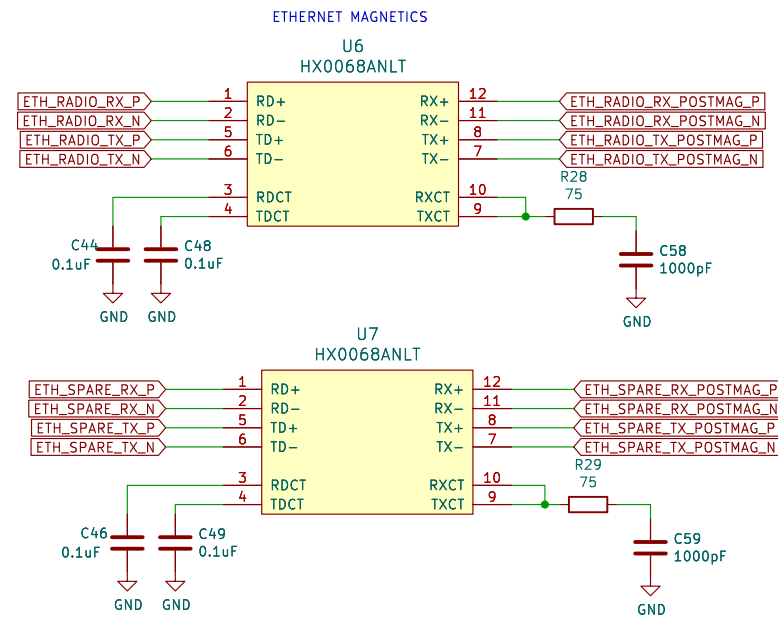 ETHERNET MAGNETICS
U6
HX0068ANLT
ETH_RADIO_RX_P 1 RD+ RX+ 12 ETH_RADIO_RX_POSTMAG_P
ETH_RADIO_RX_N 2 RD- RX- 11 ETH_RADIO_RX_POSTMAG_N
ETH_RADIO_TX_P 5 TD+ TX+ 8 ETH_RADIO_TX_POSTMAG_P
ETH_RADIO_TX_N 6 TD- TX- 7 ETH_RADIO_TX_POSTMAG_N
R28
75
3 RDCT RXCT 10
4 TDCT TXCT 9
C44
0.1uF
C48
0.1uF
C58
1000pF
GND GND GND
U7
HX0068ANLT
ETH_SPARE_RX_P 1 RD+ RX+ 12 ETH_SPARE_RX_POSTMAG_P
ETH_SPARE_RX_N 2 RD- RX- 11 ETH_SPARE_RX_POSTMAG_N
ETH_SPARE_TX_P 5 TD+ TX+ 8 ETH_SPARE_TX_POSTMAG_P
ETH_SPARE_TX_N 6 TD- TX- 7 ETH_SPARE_TX_POSTMAG_N
R29
75
3 RDCT RXCT 10
4 TDCT TXCT 9
C46
0.1uF
C49
0.1uF
C59
1000pF
GND GND GND